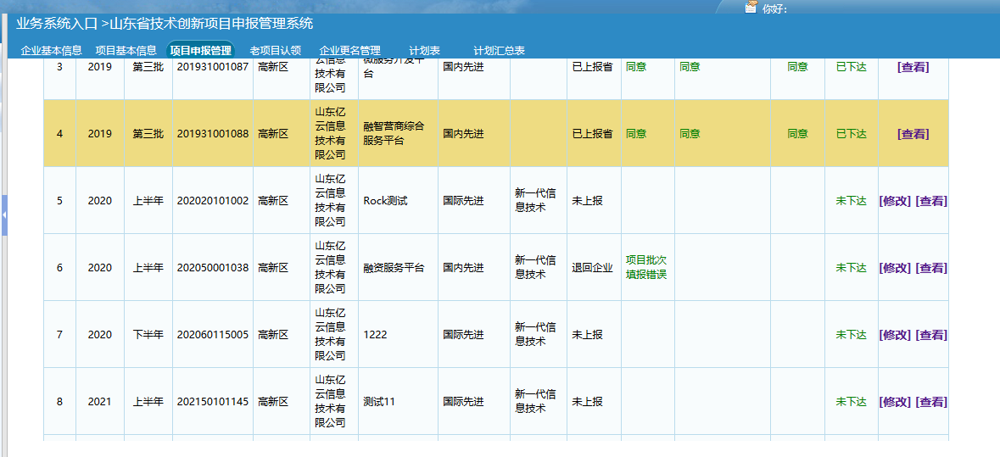 你好：
业务系统入口 >山东省技术创新项目申报管理系统
企业基本信息 项目基本信息 项目申报管理 老项目认领 企业更名管理 计划表 计划汇总表
3 2019 第三批 201931001087 高新区 云信息技术有限公司 微服务开发平台 国内先进 已上报省 同意 同意 同意 已下达 [查看]
4 2019 第三批 201931001088 高新区 山东亿云信息技术有限公司 融智营商综合服务平台 国内先进 已上报省 同意 同意 同意 已下达 [查看]
5 2020 上半年 202020101002 高新区 山东亿云信息技术有限公司 Rock测试 国际先进 新一代信息技术 未上报 未下达 [修改] [查看]
6 2020 上半年 202050001038 高新区 山东亿云信息技术有限公司 融资服务平台 国内先进 新一代信息技术 退回企业 项目批次填报错误 未下达 [修改] [查看]
7 2020 下半年 202060115005 高新区 山东亿云信息技术有限公司 1222 国际先进 新一代信息技术 未上报 未下达 [修改] [查看]
8 2021 上半年 202150101145 高新区 山东亿云信息技术有限公司 测试11 国际先进 新一代信息技术 未上报 未下达 [修改] [查看]